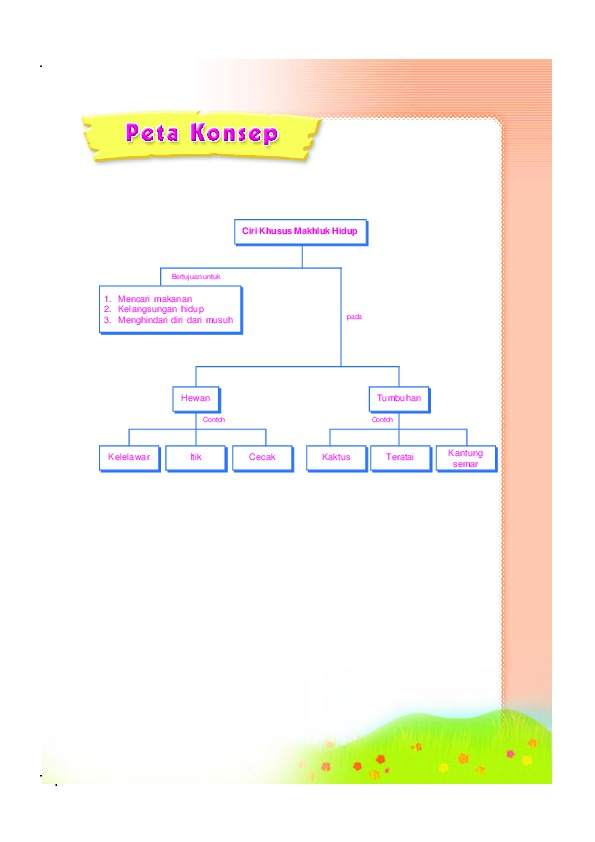 Peta Konsep
Ciri Khusus Makhluk Hidup
Bertujuan untuk
1. Mencari makanan
2. Kelangsungan hidup
3. Menghindari diri dari musuh
pada
Hewan
Tumbuhan
Contoh
Contoh
Kelelawar
Itik
Cecak
Kaktus
Teratai
Kantung
semar